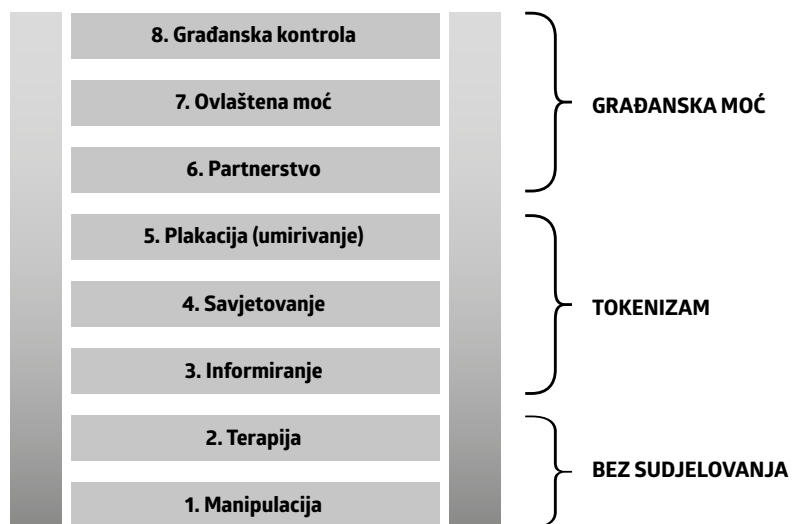 8. Građanska kontrola
7. Ovlaštena moć
GRAĐANSKA MOĆ
6. Partnerstvo
5. Plakacija (umirivanje)
4. Savjetovanje
TOKENIZAM
3. Informiranje
2. Terapija
BEZ SUDJELOVANJA
1. Manipulacija